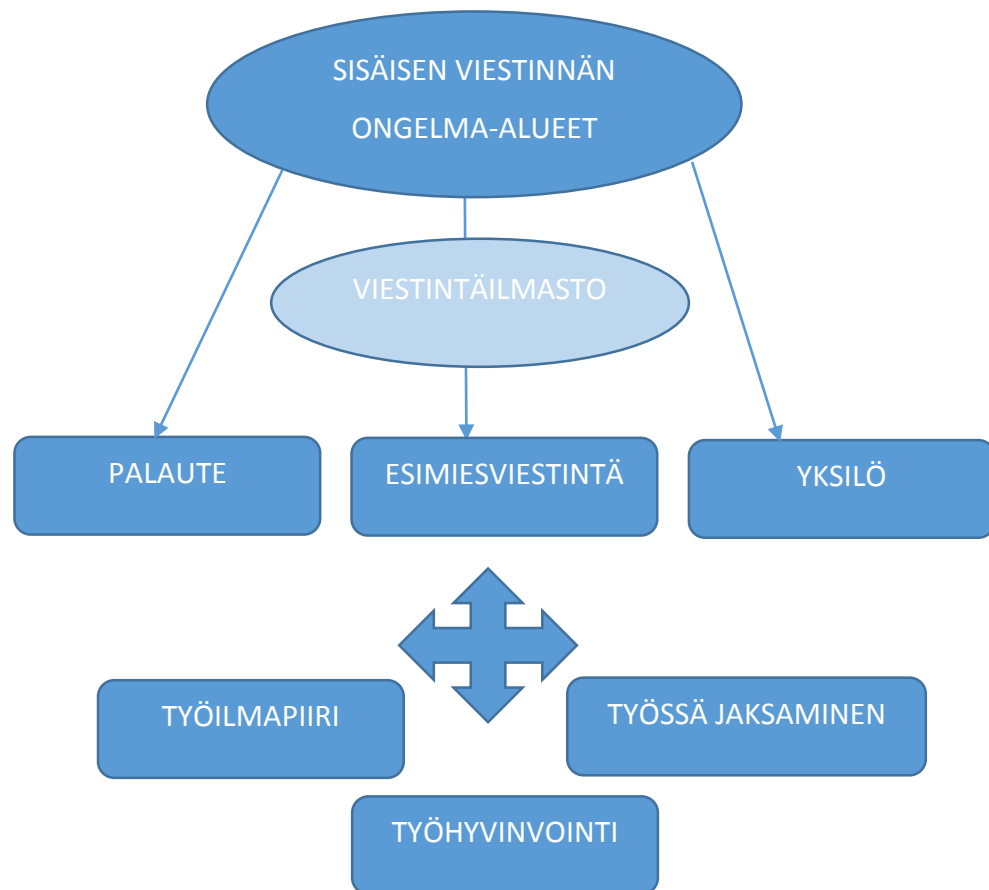 SISÄISEN VIESTINNÄN
ONGELMA-ALUEET
VIESTINTÄILMASTO
PALAUTE
ESIMIESVIESTINTÄ
YKSILÖ
TYÖILMAPIIRI
TYÖSSÄ JAKSAMINEN
TYÖHYVINVOINTI